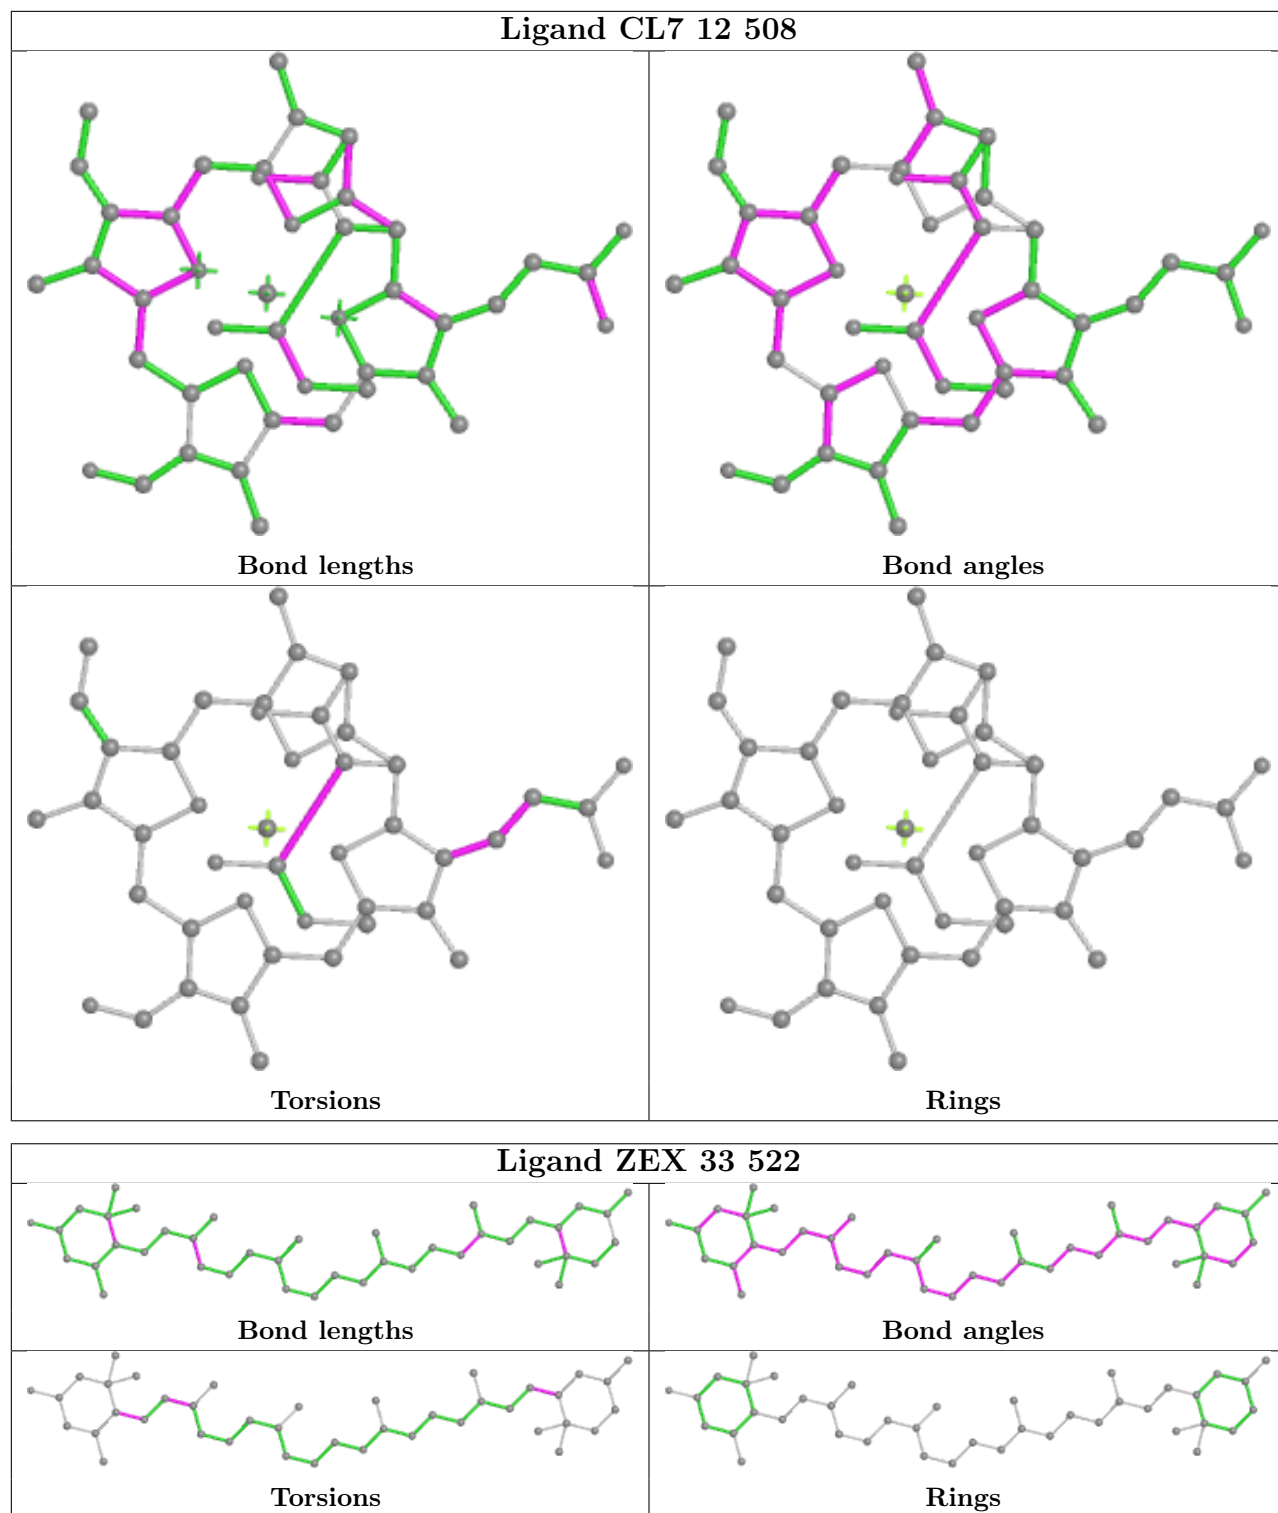 Ligand CL7 12 508
Bond lengths
Bond angles
Torsions
Rings
Ligand ZEX 33 522
Bond lengths
Bond angles
Torsions
Rings